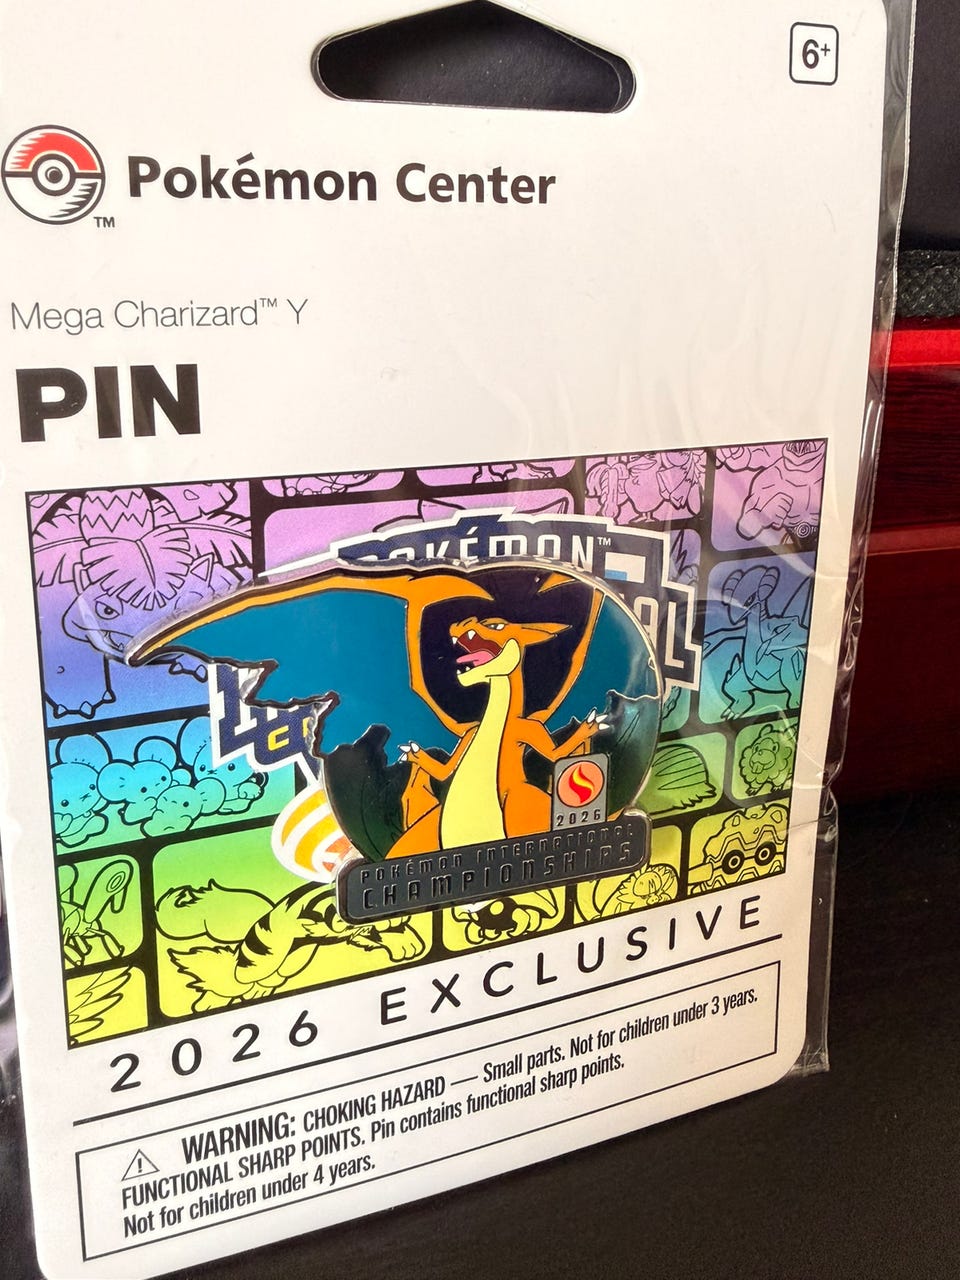 6+
Pokémon Center
TM
Mega Charizard™ Y
PIN
POKÉMON™
2026
POKÉMON INTERNATIONAL
CHAMPIONSHIPS
2026 EXCLUSIVE
WARNING: CHOKING HAZARD — Small parts. Not for children under 3 years.
FUNCTIONAL SHARP POINTS. Pin contains functional sharp points.
Not for children under 4 years.